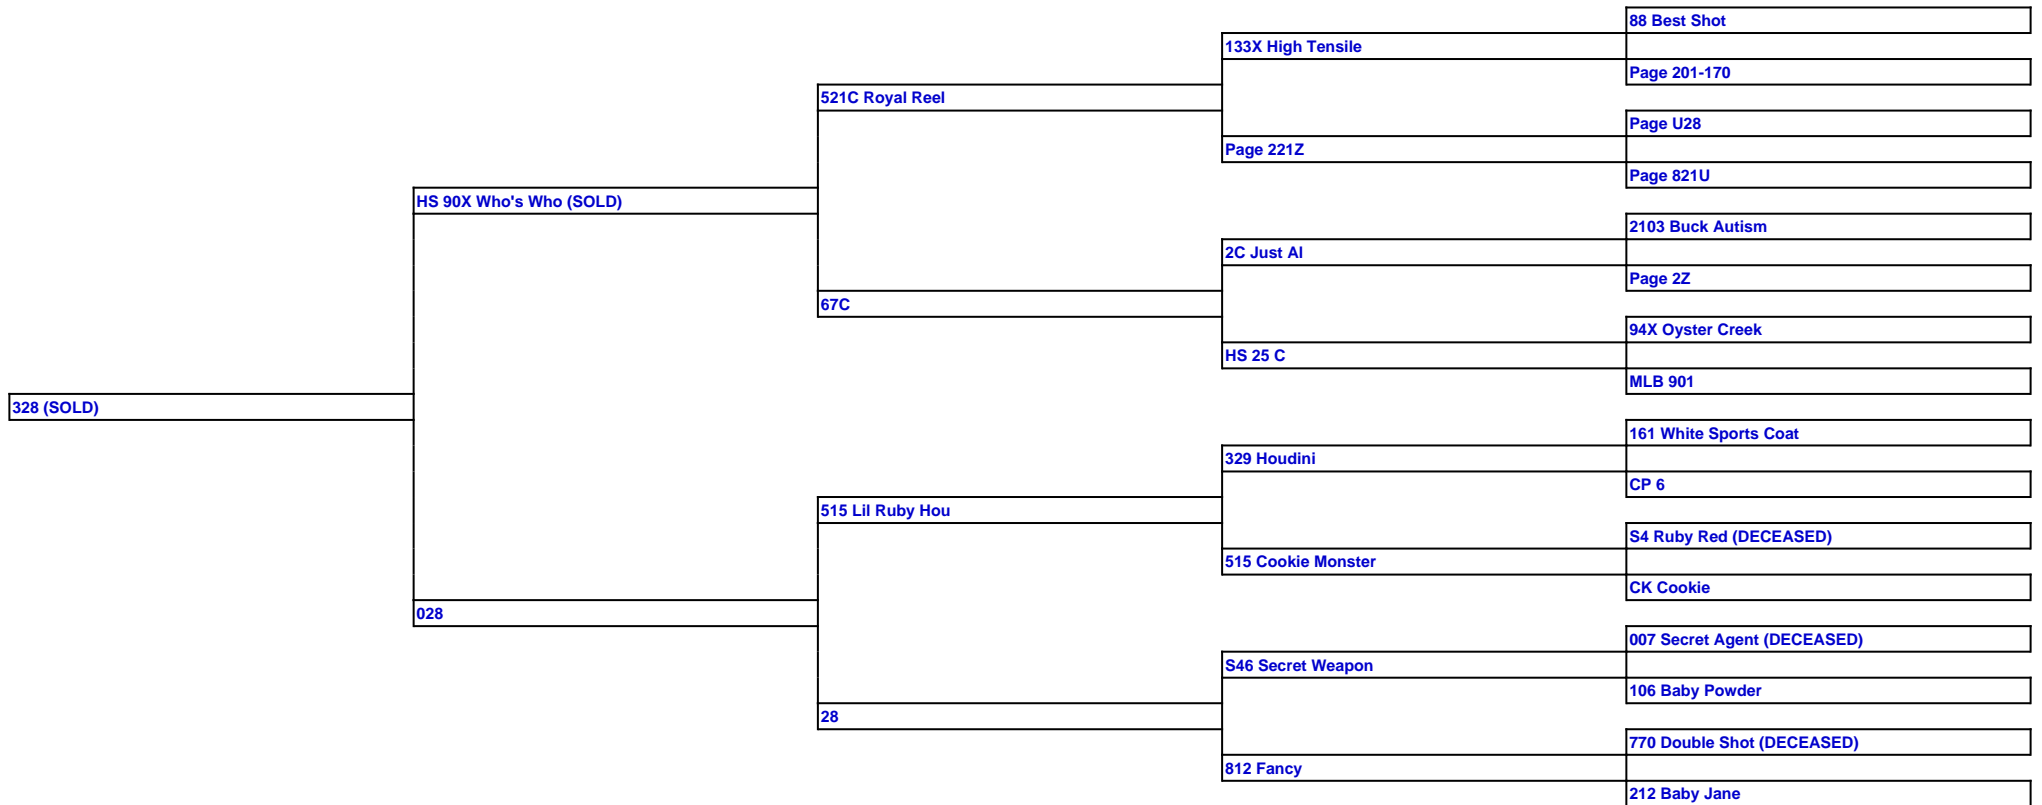 88 Best Shot
133X High Tensile
Page 201-170
521C Royal Reel
Page U28
Page 221Z
Page 821U
HS 90X Who's Who (SOLD)
2103 Buck Autism
2C Just Al
Page 2Z
67C
94X Oyster Creek
HS 25 C
MLB 901
328 (SOLD)
161 White Sports Coat
329 Houdini
CP 6
515 Lil Ruby Hou
S4 Ruby Red (DECEASED)
515 Cookie Monster
CK Cookie
028
007 Secret Agent (DECEASED)
S46 Secret Weapon
106 Baby Powder
28
770 Double Shot (DECEASED)
812 Fancy
212 Baby Jane